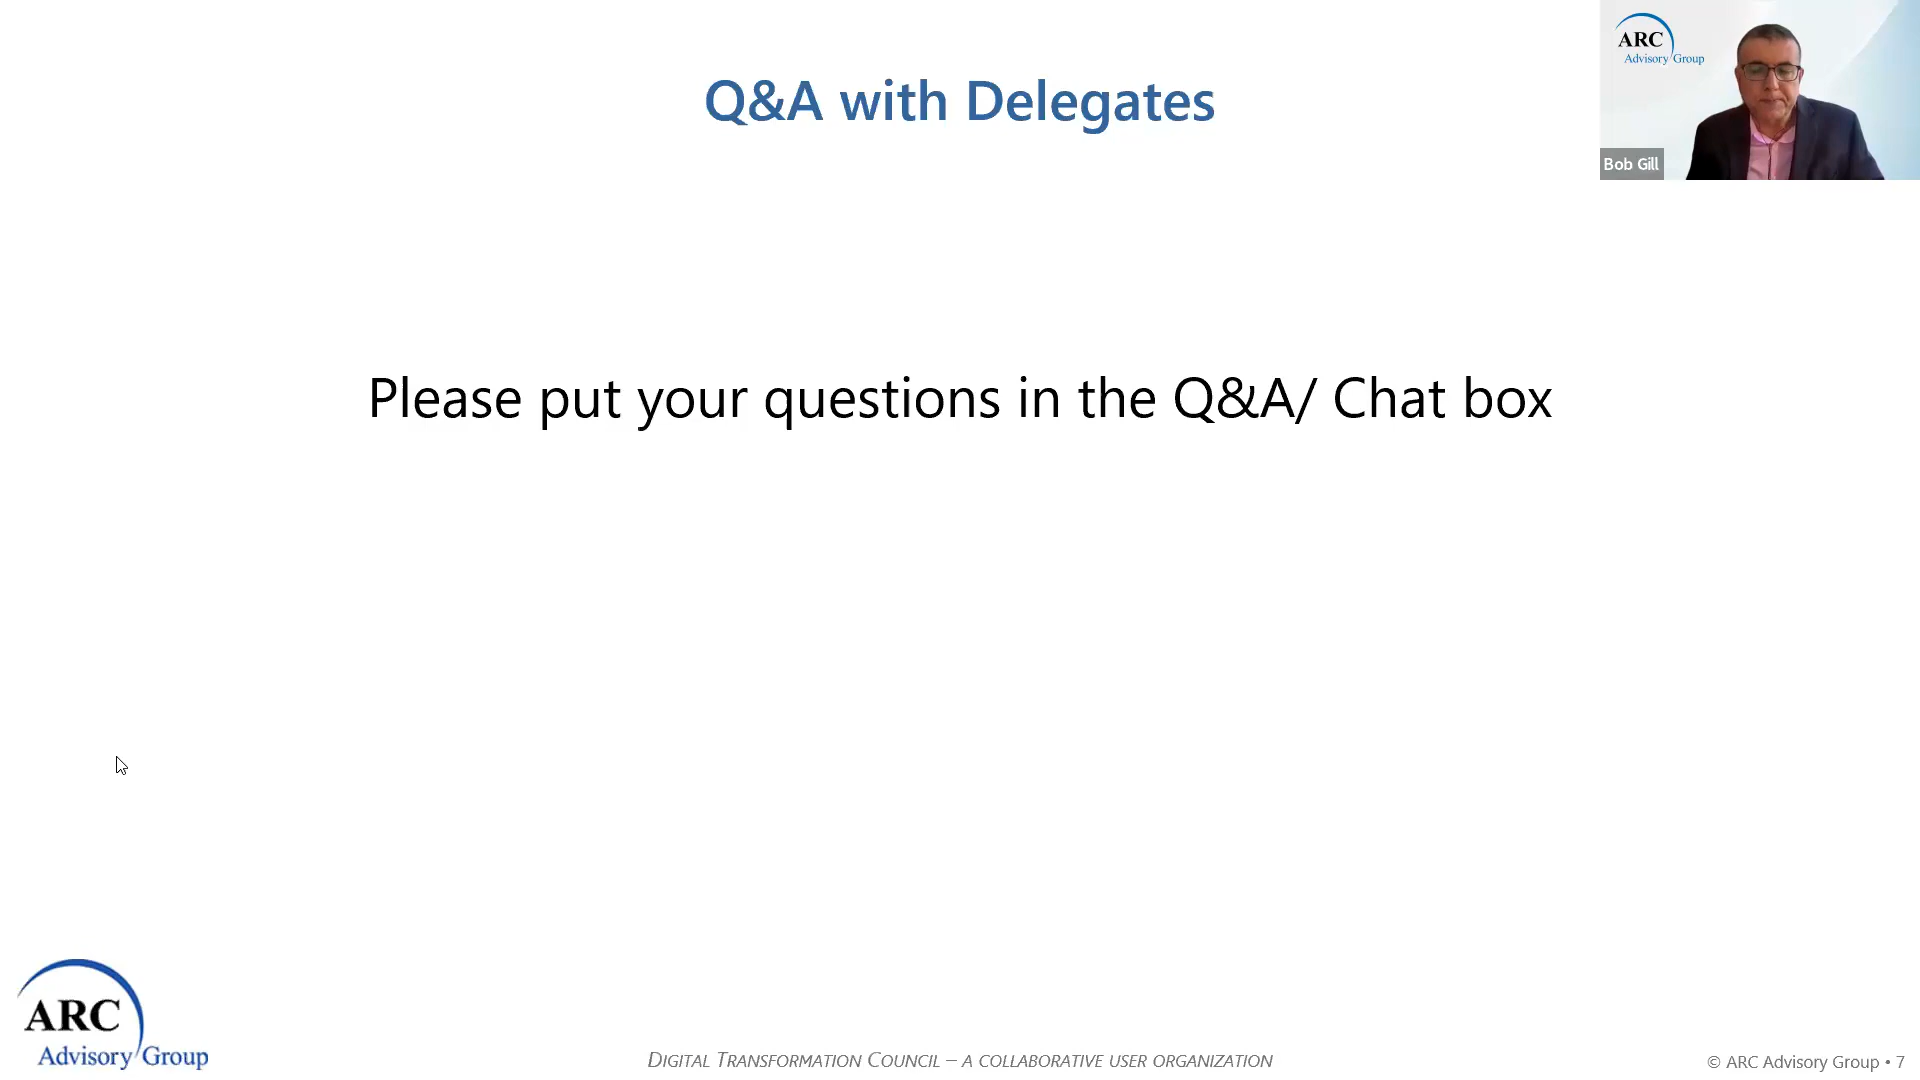 Q&A with Delegates
ARC
Advisory Group
Bob Gill
Please put your questions in the Q&A/ Chat box
ARC
Advisory Group
DIGITAL TRANSFORMATION COUNCIL – A COLLABORATIVE USER ORGANIZATION
© ARC Advisory Group • 7